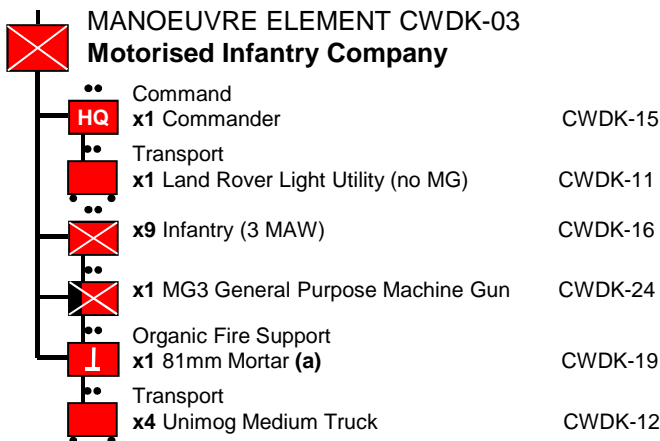 MANOEUVRE ELEMENT CWDK-03
Motorised Infantry Company
Command
HQ x1 Commander CWDK-15
Transport
x1 Land Rover Light Utility (no MG) CWDK-11
x9 Infantry (3 MAW) CWDK-16
x1 MG3 General Purpose Machine Gun CWDK-24
Organic Fire Support
x1 81mm Mortar (a) CWDK-19
Transport
x4 Unimog Medium Truck CWDK-12